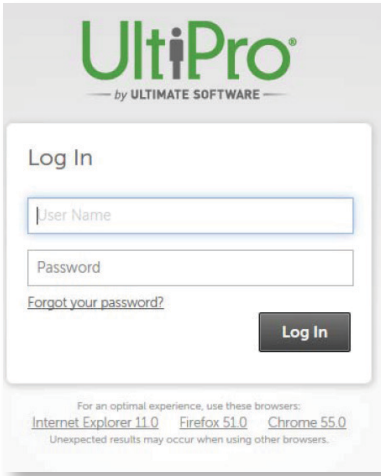 UltiPro®
by ULTIMATE SOFTWARE
Log In
User Name
Password
Forgot your password?
Log In
For an optimal experience, use these browsers:
Internet Explorer 11.0 Firefox 51.0 Chrome 55.0
Unexpected results may occur when using other browsers.